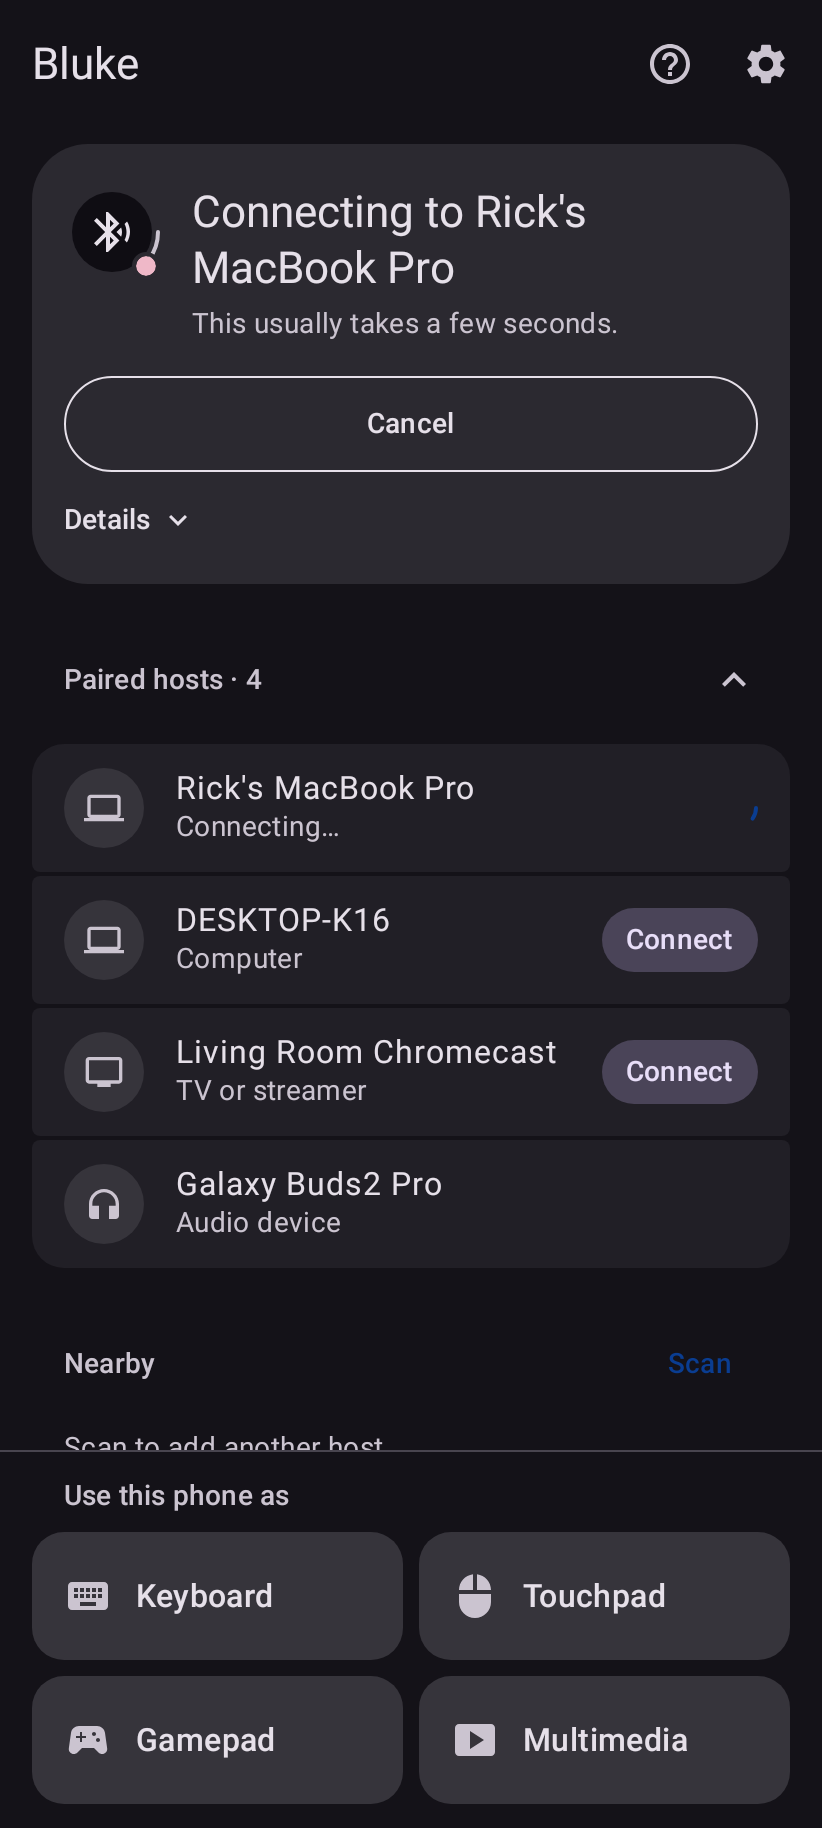 Bluke
Connecting to Rick's
MacBook Pro
This usually takes a few seconds.
Cancel
Details
Paired hosts · 4
Rick's MacBook Pro
Connecting…
DESKTOP-K16
Computer
Connect
Living Room Chromecast
TV or streamer
Connect
Galaxy Buds2 Pro
Audio device
Nearby
Scan
Scan to add another host
Use this phone as
Keyboard
Touchpad
Gamepad
Multimedia